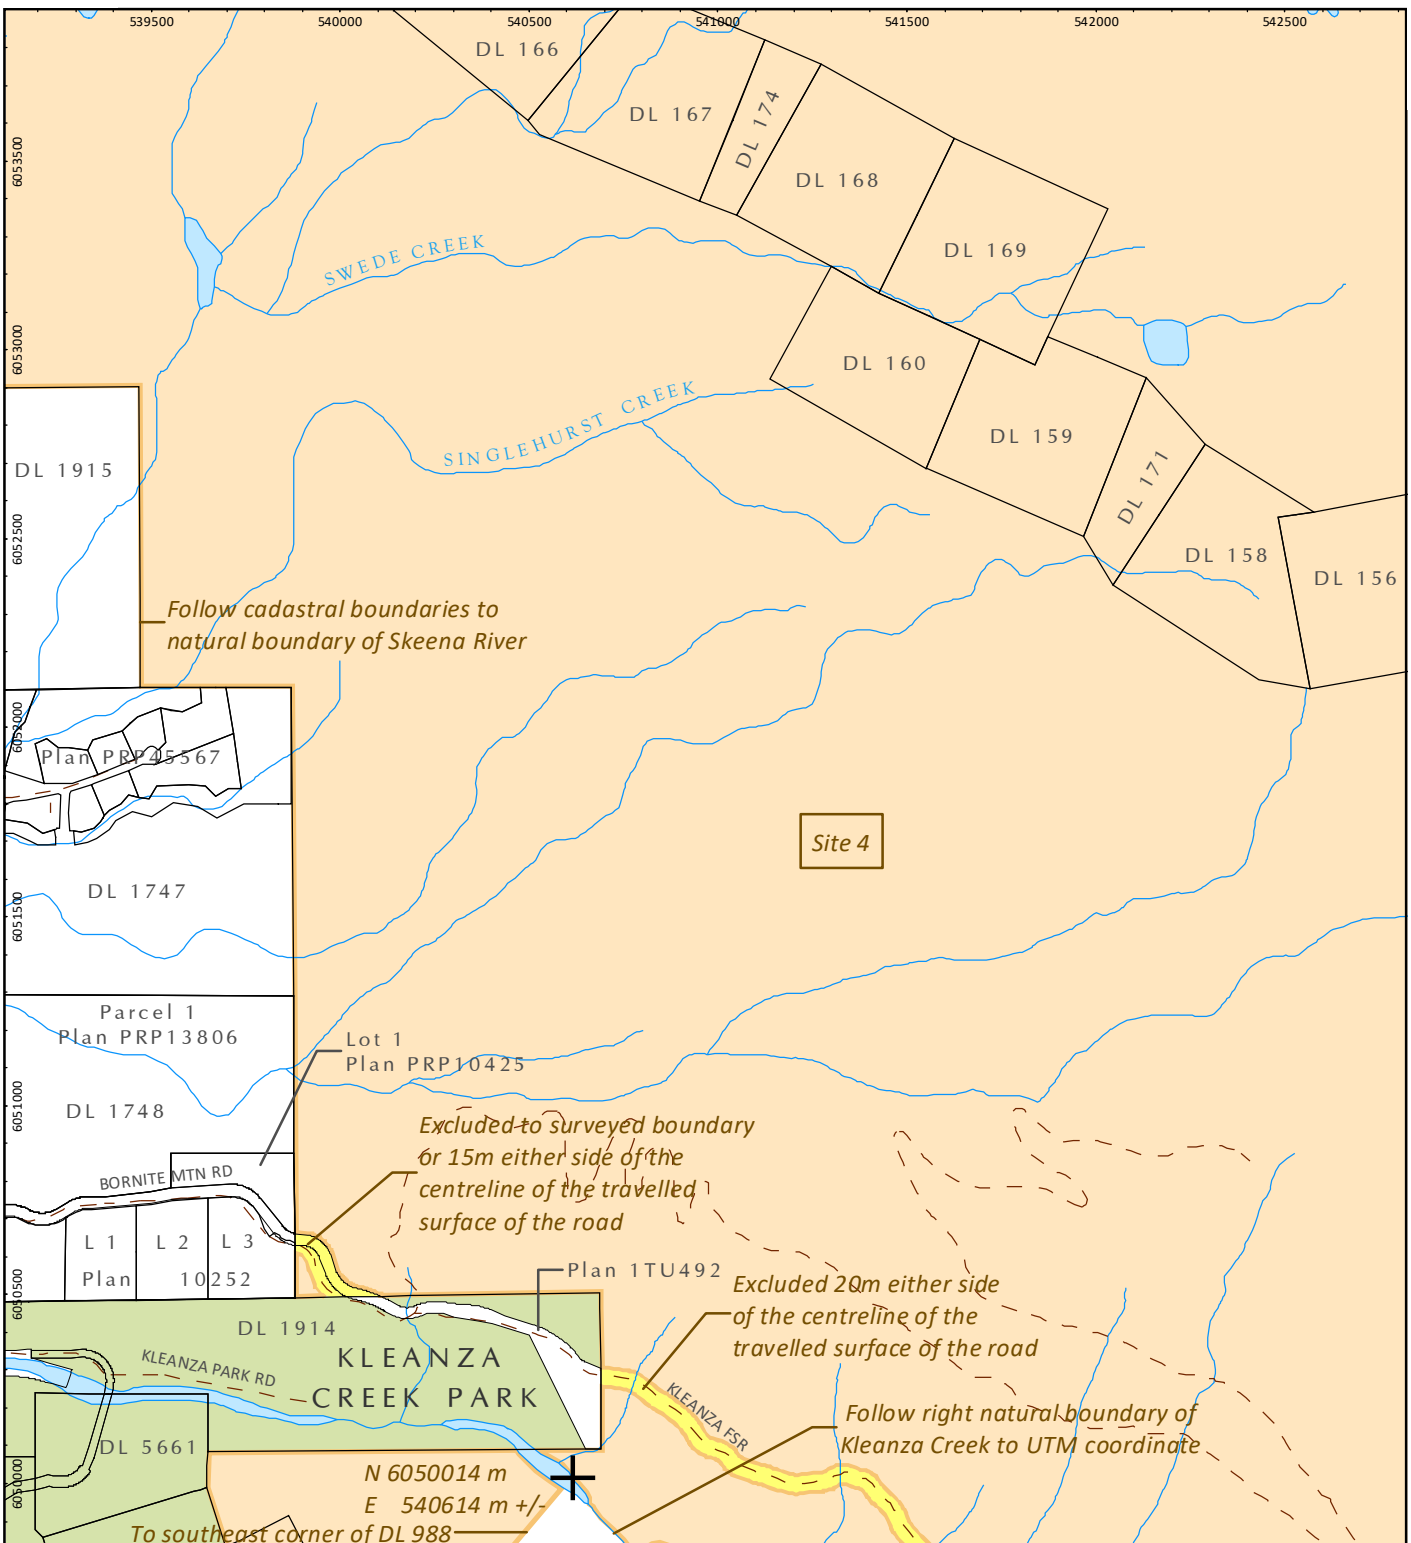 539500
540000
540500
541000
541500
542000
542500
DL 166
DL 167
DL 174
DL 168
6053500
SWEDE CREEK
DL 169
6053000
DL 160
SINGLEHURST CREEK
DL 159
DL 1915
DL 171
6052500
DL 158
DL 156
Follow cadastral boundaries to
natural boundary of Skeena River
6052000
Plan PRP45567
Site 4
DL 1747
6051500
Parcel 1
Plan PRP13806
Lot 1
Plan PRP10425
6051000
DL 1748
Excluded to surveyed boundary
or 15m either side of the
centreline of the travelled
surface of the road
BORNITE MTN RD
L 1
L 2
L 3
Plan
10252
6050500
Plan 1TU492
Excluded 20m either side
of the centreline of the
travelled surface of the road
DL 1914
KLEANZA
CREEK PARK
KLEANZA PARK RD
KLEANZA FSR
Follow right natural boundary of
Kleanza Creek to UTM coordinate
DL 5661
6050000
N 6050014 m
E 540614 m +/-
To southeast corner of DL 988